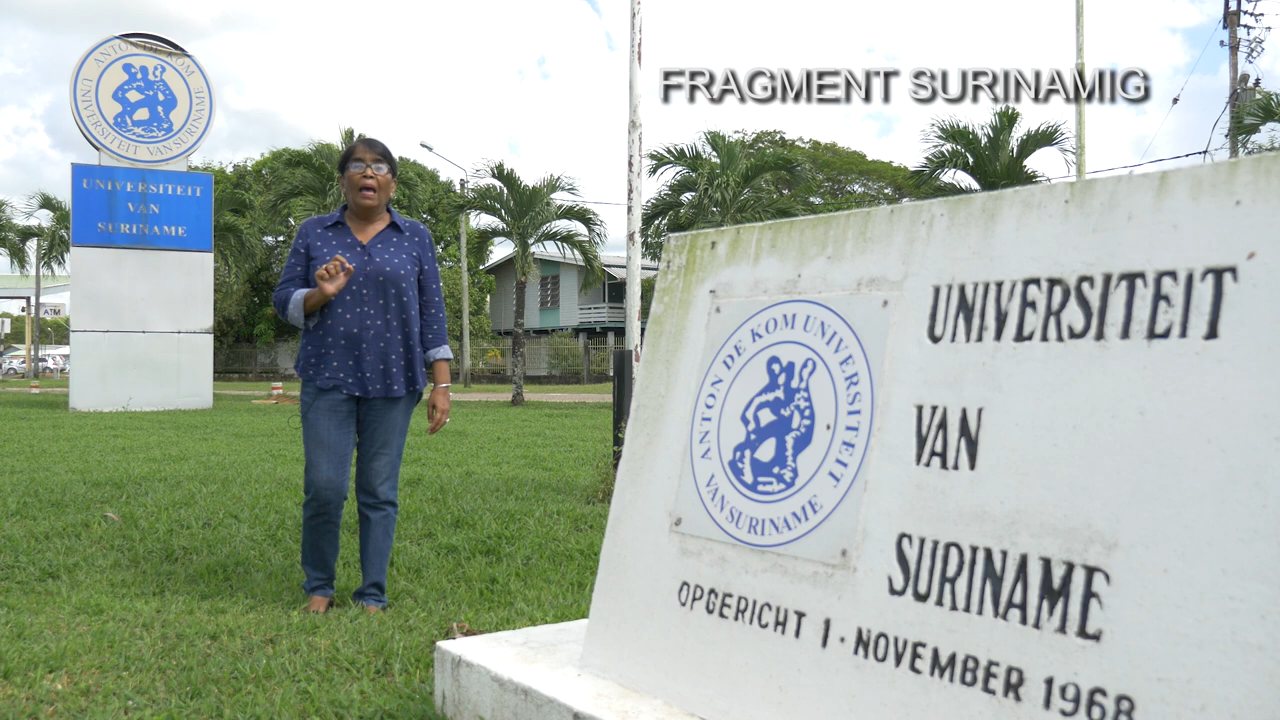 FRAGMENT SURINAMIG
ANTON DE KOM
UNIVERSITEIT VAN SURINAME
UNIVERSITEIT
VAN
SURINAME
ATM
ANTON DE KOM UNIVERSITEIT
VAN SURINAME
UNIVERSITEIT
VAN
SURINAME
OPGERICHT 1 · NOVEMBER 1968